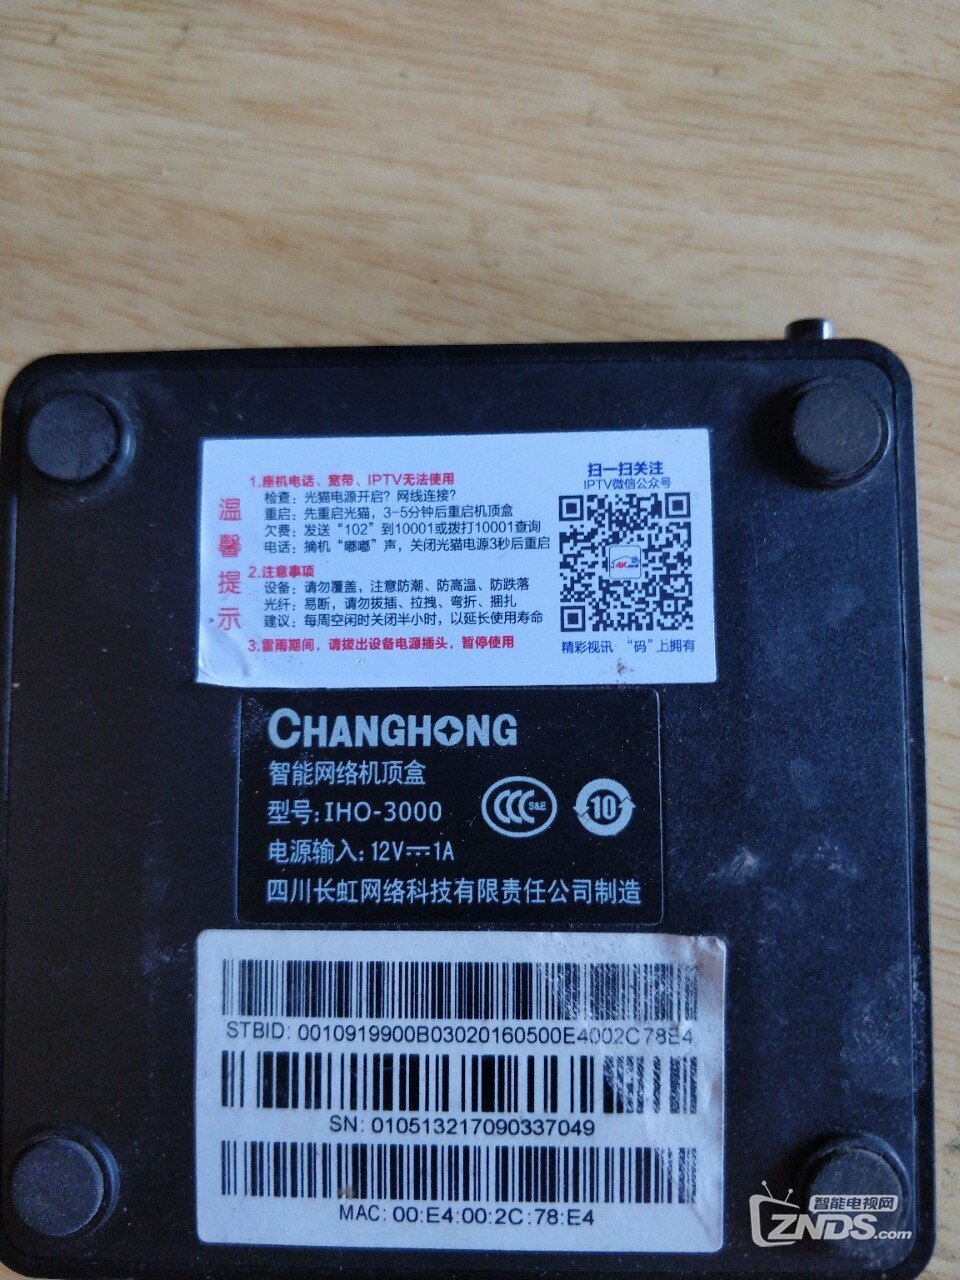 温馨提示
1.座机电话、宽带、IPTV无法使用
检查：光猫电源开启？网线连接？
重启：先重启光猫，3-5分钟后重启机顶盒
欠费：发送“102”到10001或拨打10001查询
电话：摘机“嘟嘟”声，关闭光猫电源3秒后重启
2.注意事项
设备：请勿覆盖，注意防潮、防高温、防跌落
光纤：易断，请勿拔插、拉拽、弯折、捆扎
建议：每周空闲时关闭半小时，以延长使用寿命
3.雷雨期间，请拔出设备电源插头，暂停使用
扫一扫关注
IPTV微信公众号
4K
精彩视讯 “码”上拥有
CHANGHONG
智能网络机顶盒
型号:IHO-3000
CCC S&E
10
电源输入:12V⎓1A
四川长虹网络科技有限责任公司制造
STBID: 0010919900B03020160500E4002C78E4
SN: 010513217090337049
MAC: 00:E4:00:2C:78:E4
智能电视网
ZNDS.com